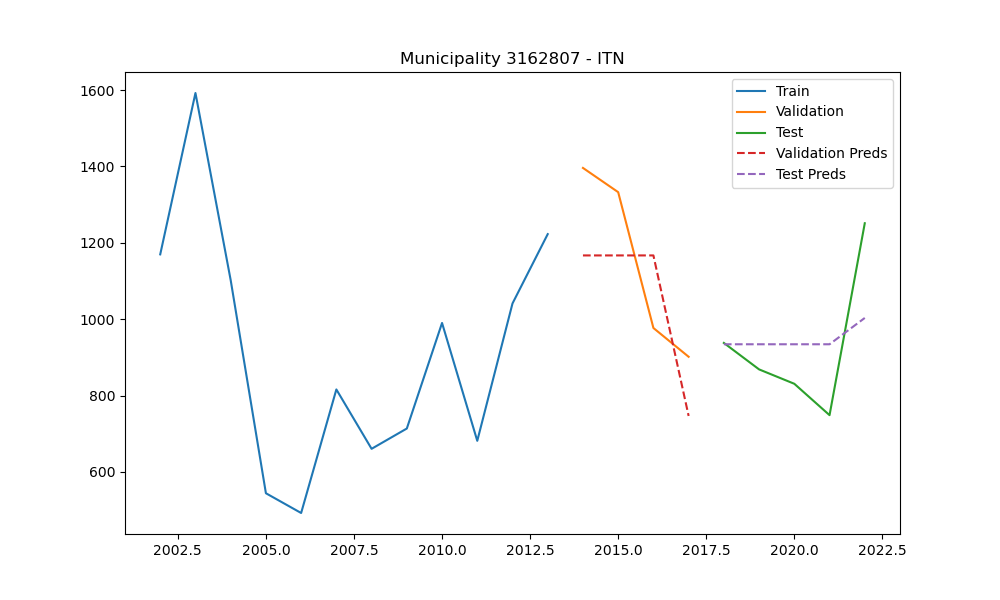 Municipality 3162807 - ITN
Train
Validation
Test
Validation Preds
Test Preds
1600
1400
1200
1000
800
600
2002.5 2005.0 2007.5 2010.0 2012.5 2015.0 2017.5 2020.0 2022.5